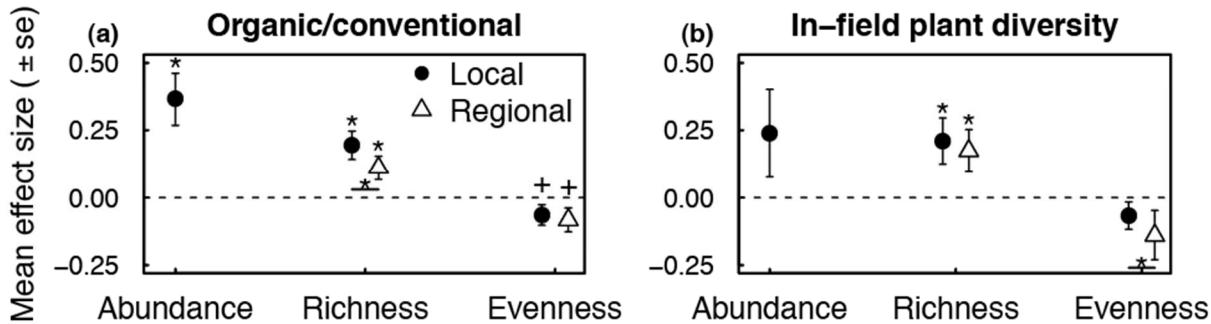 (a) Organic/conventional
(b) In-field plant diversity
Mean effect size ( ± se)
0.50
0.25
0.00
−0.25
* * * * + +
Local
Regional
Abundance Richness Evenness
0.50
0.25
0.00
−0.25
* * *
Abundance Richness Evenness